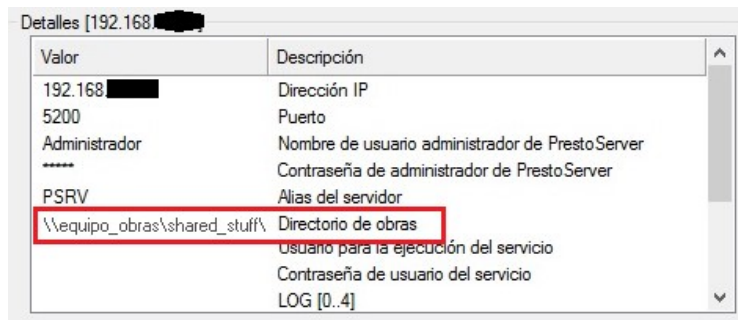 Detalles [192.168.
Valor Descripción
192.168. Dirección IP
5200 Puerto
Administrador Nombre de usuario administrador de PrestoServer
***** Contraseña de administrador de PrestoServer
PSRV Alias del servidor
\\equipo_obras\shared_stuff\ Directorio de obras
Usuario para la ejecución del servicio
Contraseña de usuario del servicio
LOG [0..4]